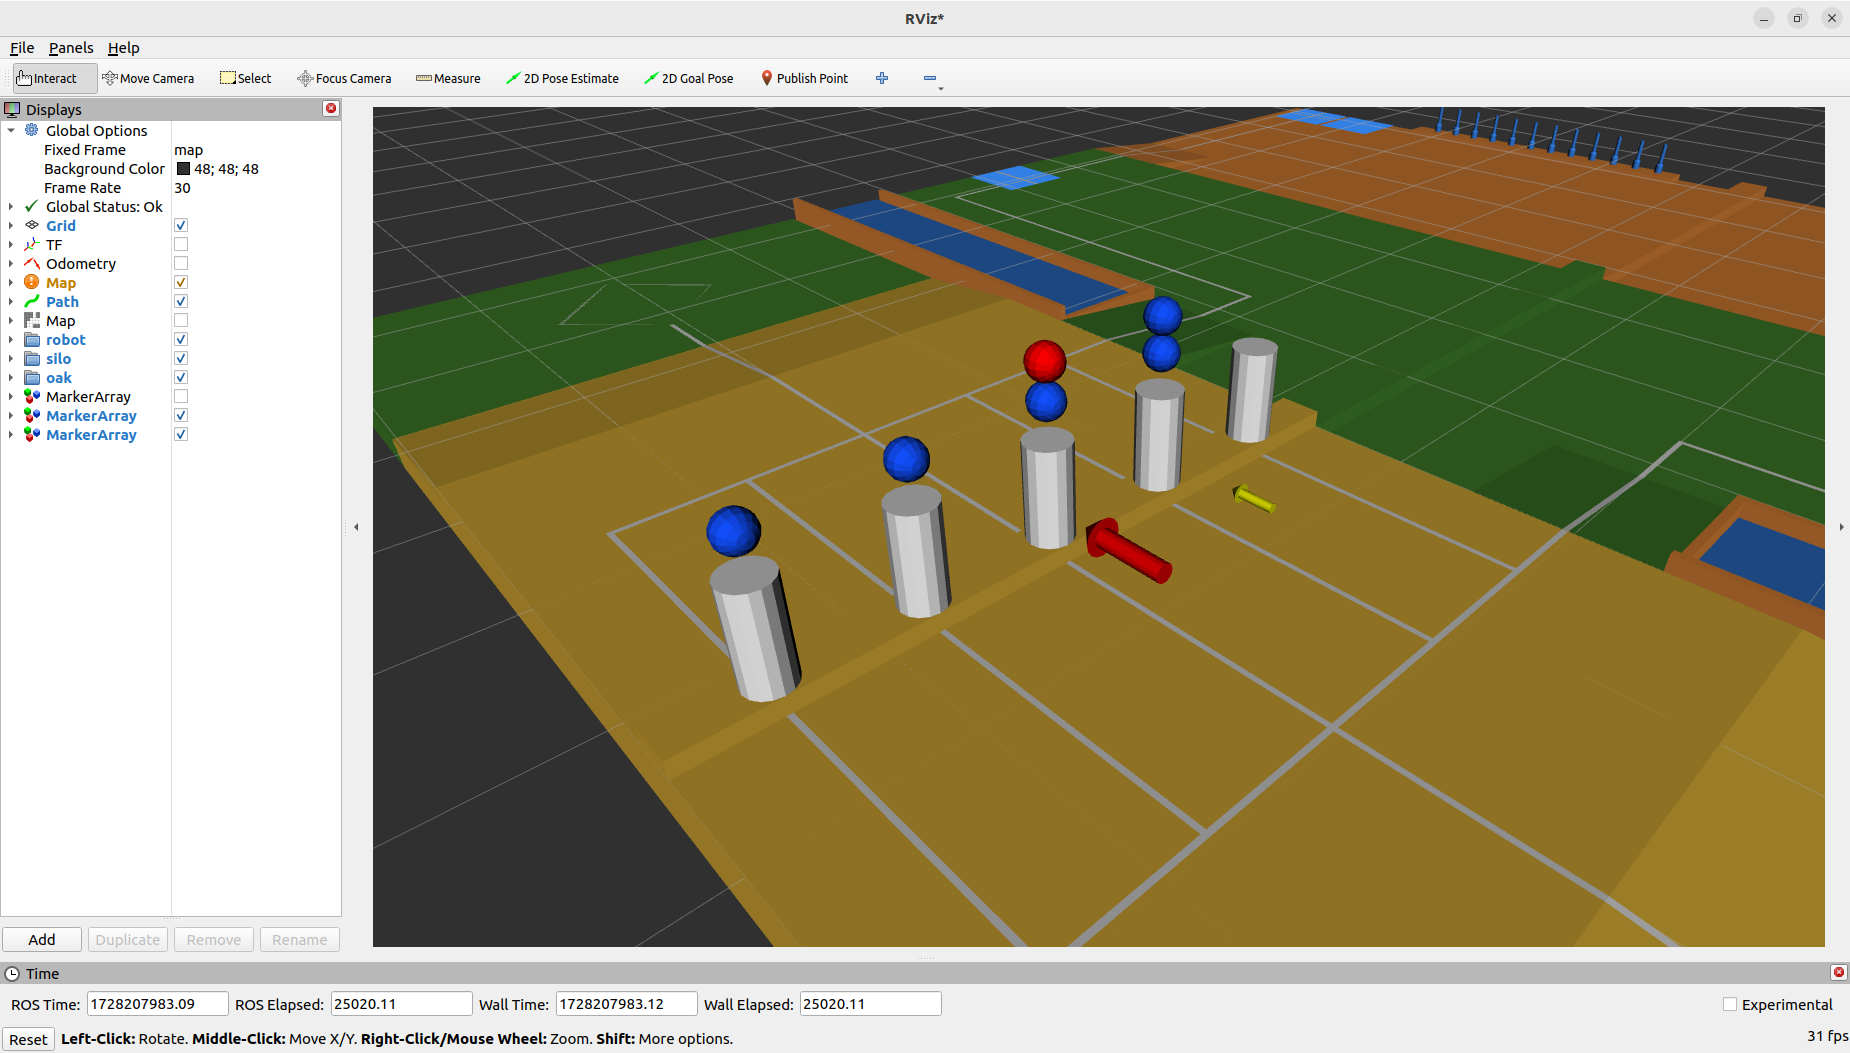 RViz*
File Panels Help
Interact Move Camera Select Focus Camera Measure 2D Pose Estimate 2D Goal Pose Publish Point
Displays
Global Options
Fixed Frame map
Background Color 48; 48; 48
Frame Rate 30
Global Status: Ok
Grid
TF
Odometry
Map
Path
Map
robot
silo
oak
MarkerArray
MarkerArray
MarkerArray
Add Duplicate Remove Rename
Time
ROS Time: 1728207983.09 ROS Elapsed: 25020.11 Wall Time: 1728207983.12 Wall Elapsed: 25020.11 Experimental
Reset Left-Click: Rotate. Middle-Click: Move X/Y. Right-Click/Mouse Wheel: Zoom. Shift: More options. 31 fps